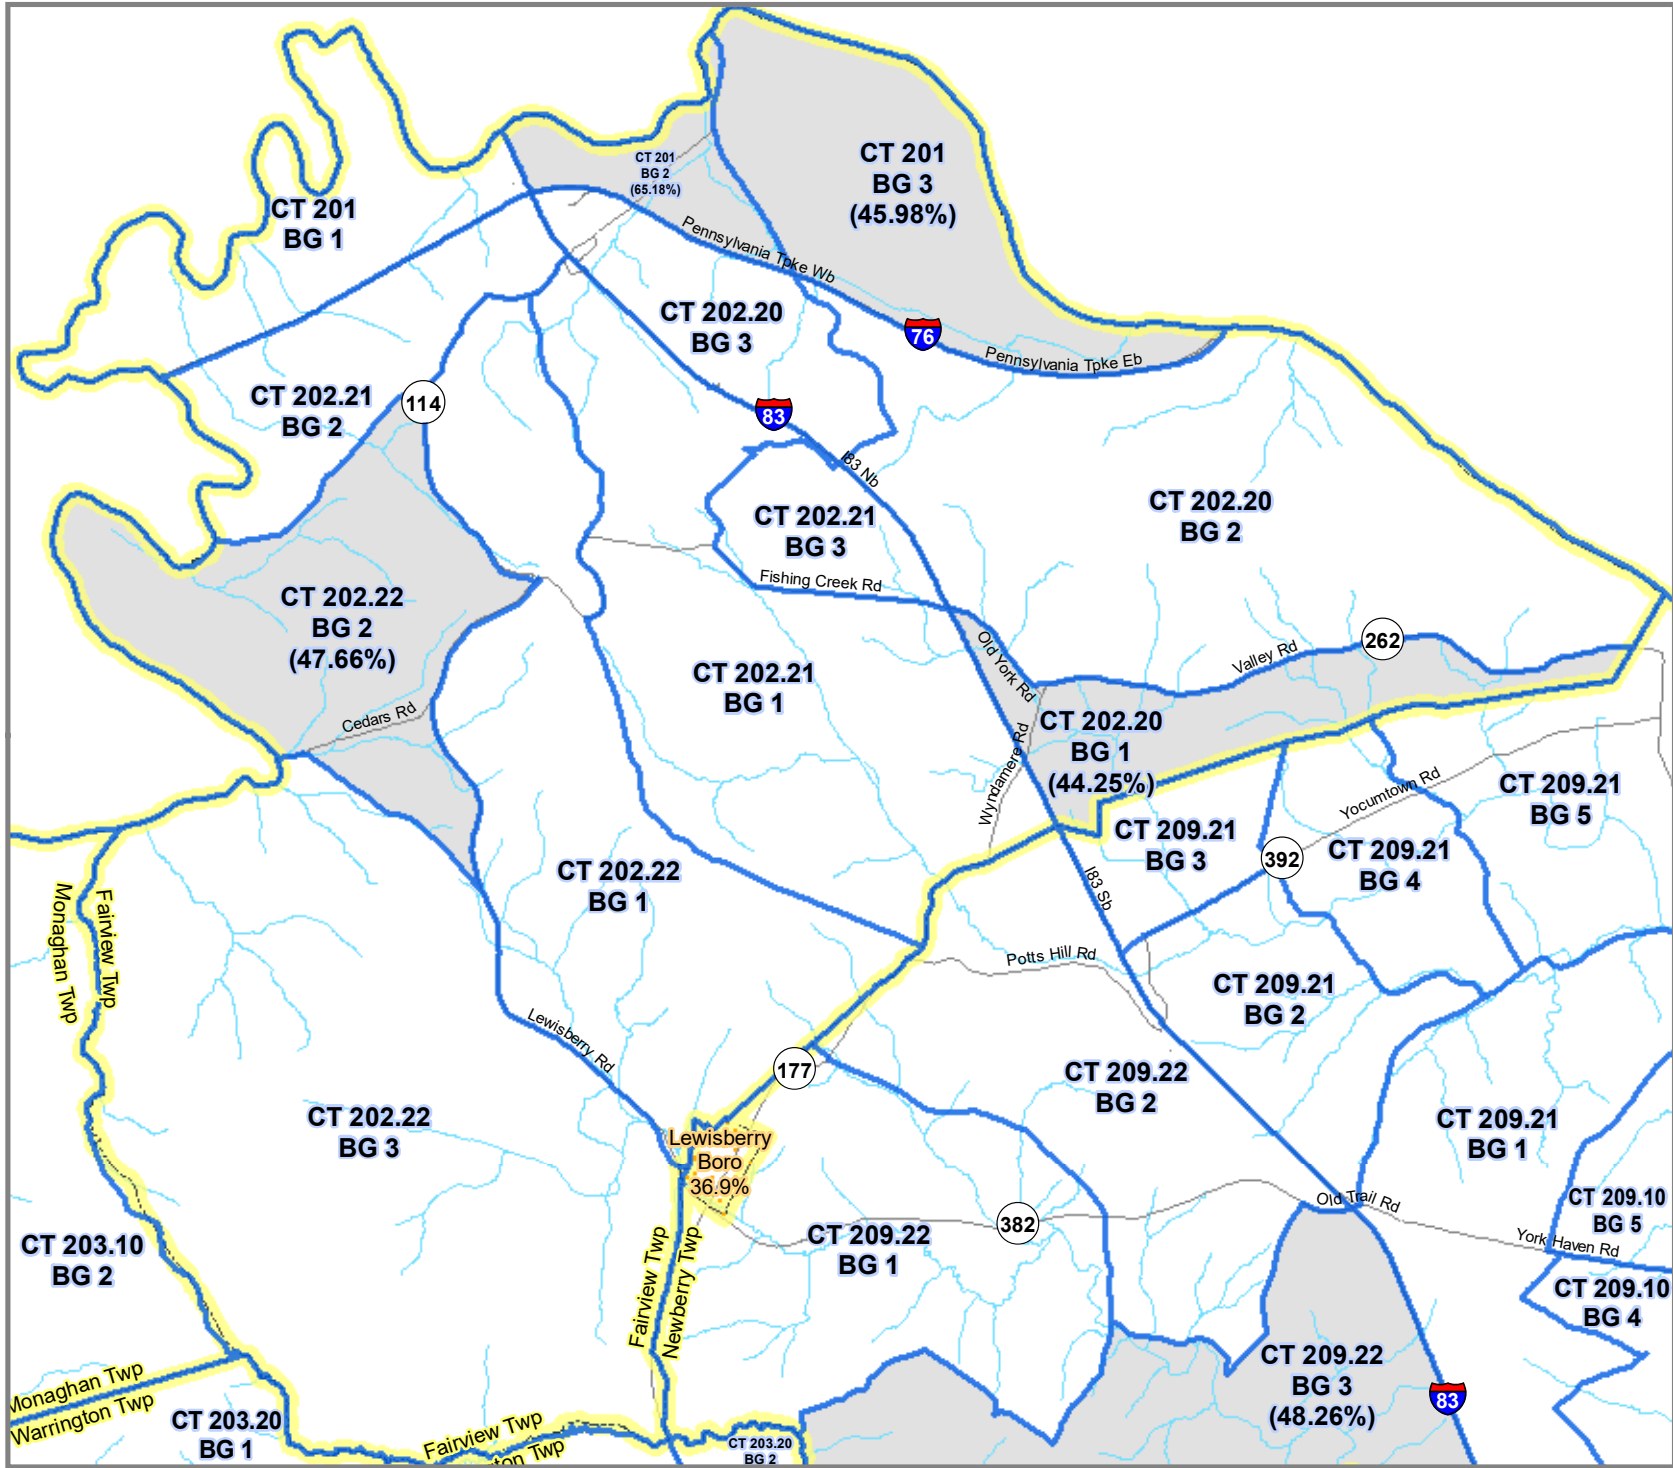 CT 201
BG 3
(45.98%)
CT 201
BG 2
(65.18%)
CT 201
BG 1
Pennsylvania Tpke Wb
CT 202.20
BG 3
76
Pennsylvania Tpke Eb
CT 202.21
BG 2
114
83
I83 Nb
CT 202.21
BG 3
CT 202.20
BG 2
Fishing Creek Rd
CT 202.22
BG 2
(47.66%)
Old York Rd
Valley Rd
262
CT 202.21
BG 1
Cedars Rd
CT 202.20
BG 1
(44.25%)
Wyndamere Rd
Yocumtown Rd
CT 209.21
BG 5
CT 209.21
BG 3
392
CT 209.21
BG 4
CT 202.22
BG 1
I83 Sb
Monaghan Twp
Fairview Twp
Potts Hill Rd
CT 209.21
BG 2
Lewisberry Rd
177
CT 209.22
BG 2
CT 202.22
BG 3
CT 209.21
BG 1
Lewisberry
Boro
36.9%
Old Trail Rd
CT 209.10
BG 5
382
CT 209.22
BG 1
York Haven Rd
CT 203.10
BG 2
Fairview Twp
Newberry Twp
CT 209.10
BG 4
CT 209.22
BG 3
(48.26%)
83
Monaghan Twp
Warrington Twp
CT 203.20
BG 1
Fairview Twp
ton Twp
CT 203.20
BG 2